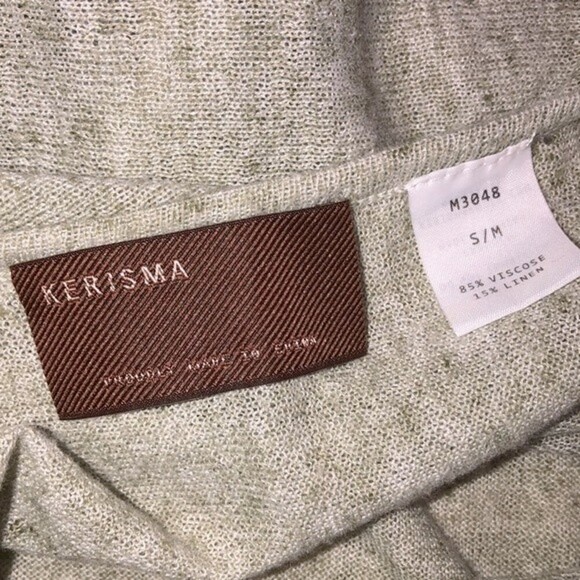 KERISMA
PROUDLY MADE IN CHINA
M3048
S/M
85% VISCOSE
15% LINEN